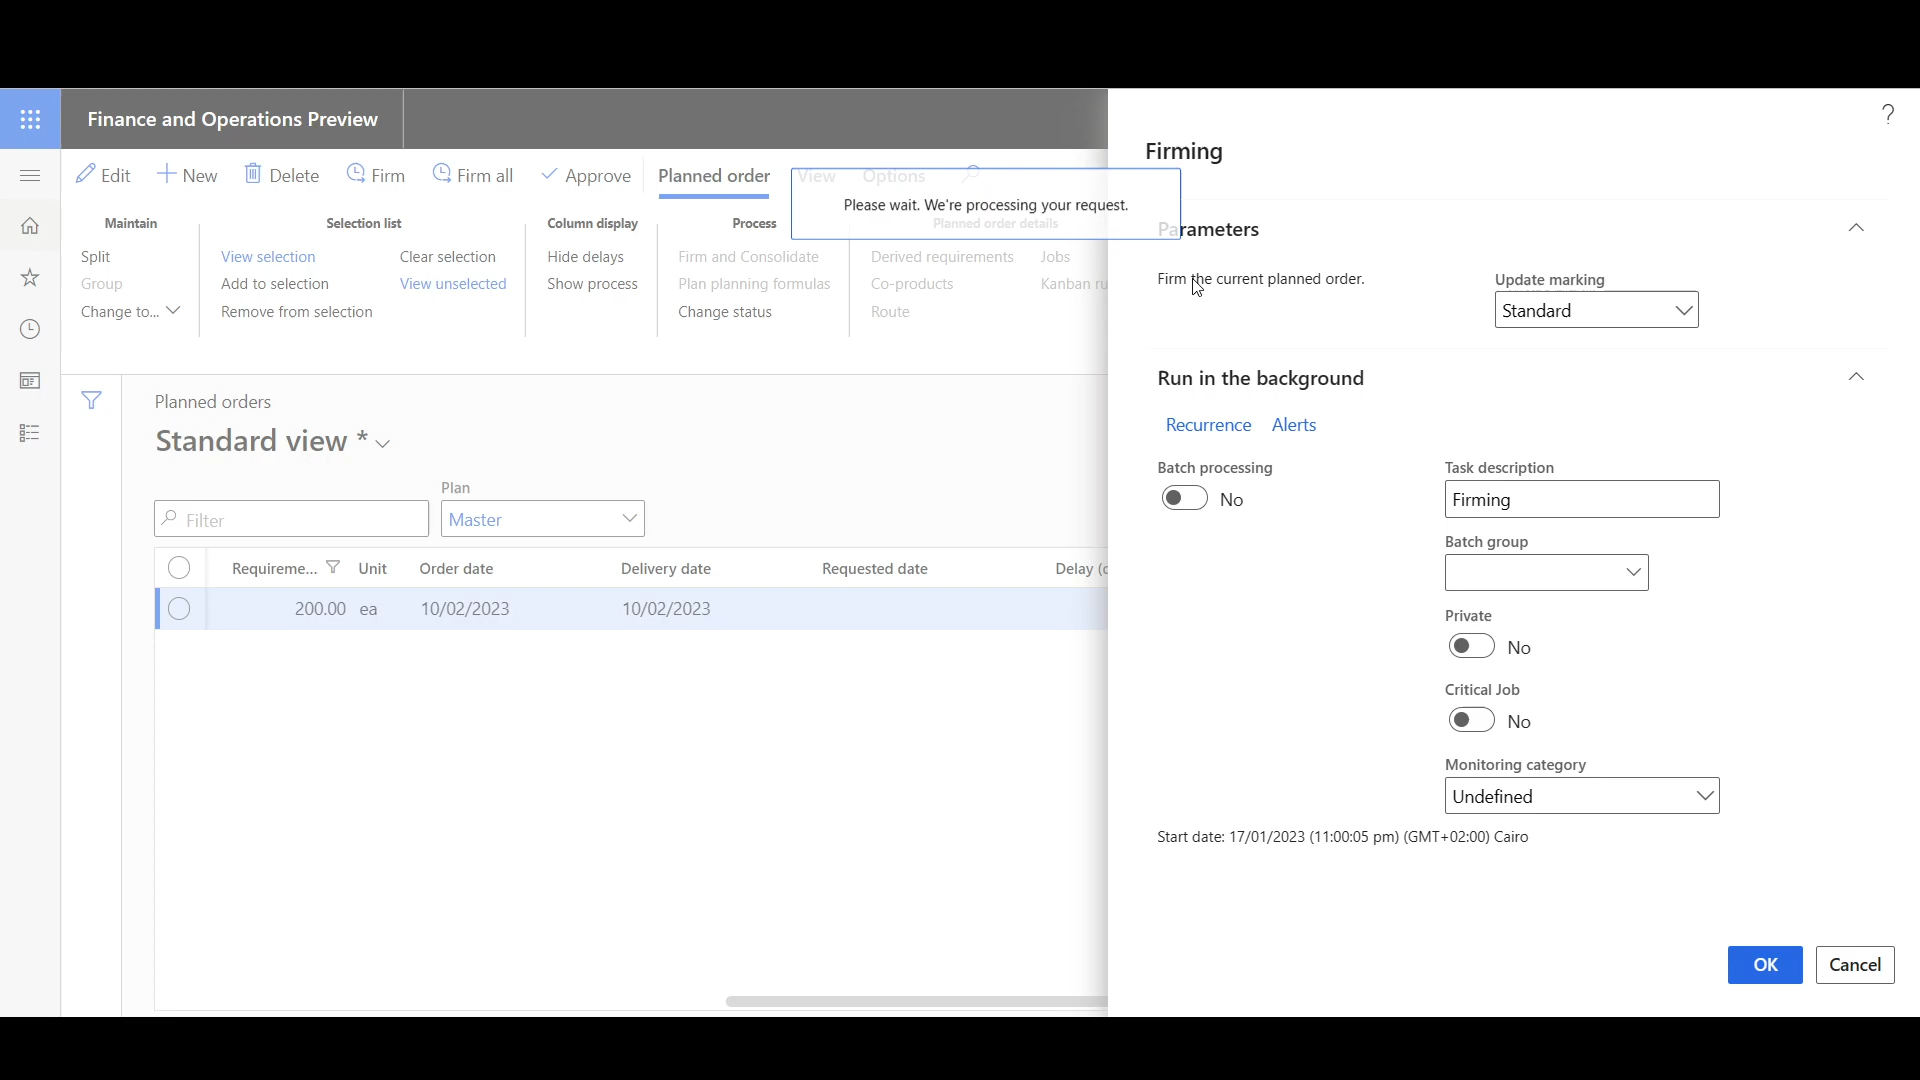 Finance and Operations Preview
?
Firming
Edit New Delete Firm Firm all Approve Planned order View Options
Please wait. We're processing your request.
Maintain Selection list Column display Process Planned order details
Split View selection Clear selection Hide delays Firm and Consolidate Derived requirements Jobs
Group Add to selection View unselected Show process Plan planning formulas Co-products Kanban ru
Change to... Remove from selection Change status Route
Parameters
Firm the current planned order.
Update marking
Standard
Run in the background
Recurrence Alerts
Batch processing
No
Task description
Firming
Batch group
Private
No
Critical Job
No
Monitoring category
Undefined
Start date: 17/01/2023 (11:00:05 pm) (GMT+02:00) Cairo
OK Cancel
Planned orders
Standard view *
Plan
Filter Master
Requireme... Unit Order date Delivery date Requested date Delay (
200.00 ea 10/02/2023 10/02/2023